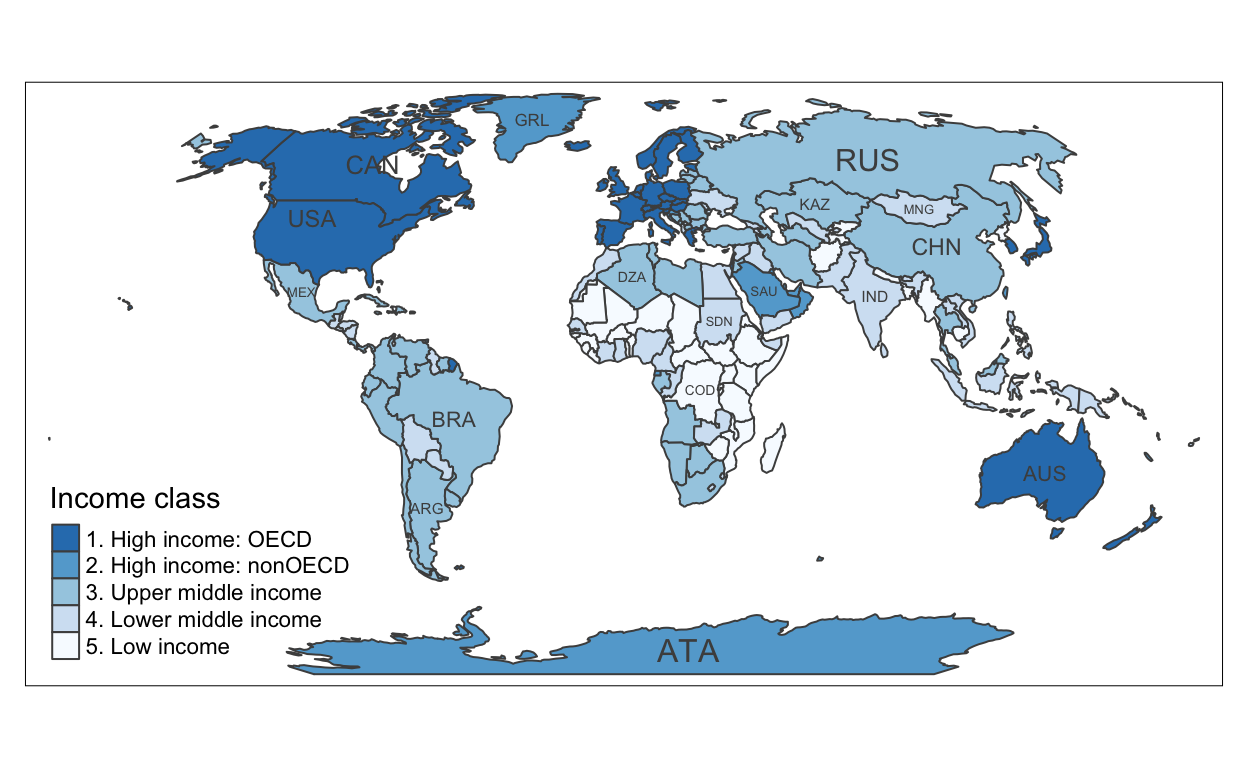 GRL
CAN
RUS
USA
KAZ
MNG
CHN
MEX
DZA
SAU
IND
SDN
COD
BRA
AUS
ARG
Income class
1. High income: OECD
2. High income: nonOECD
3. Upper middle income
4. Lower middle income
5. Low income
ATA